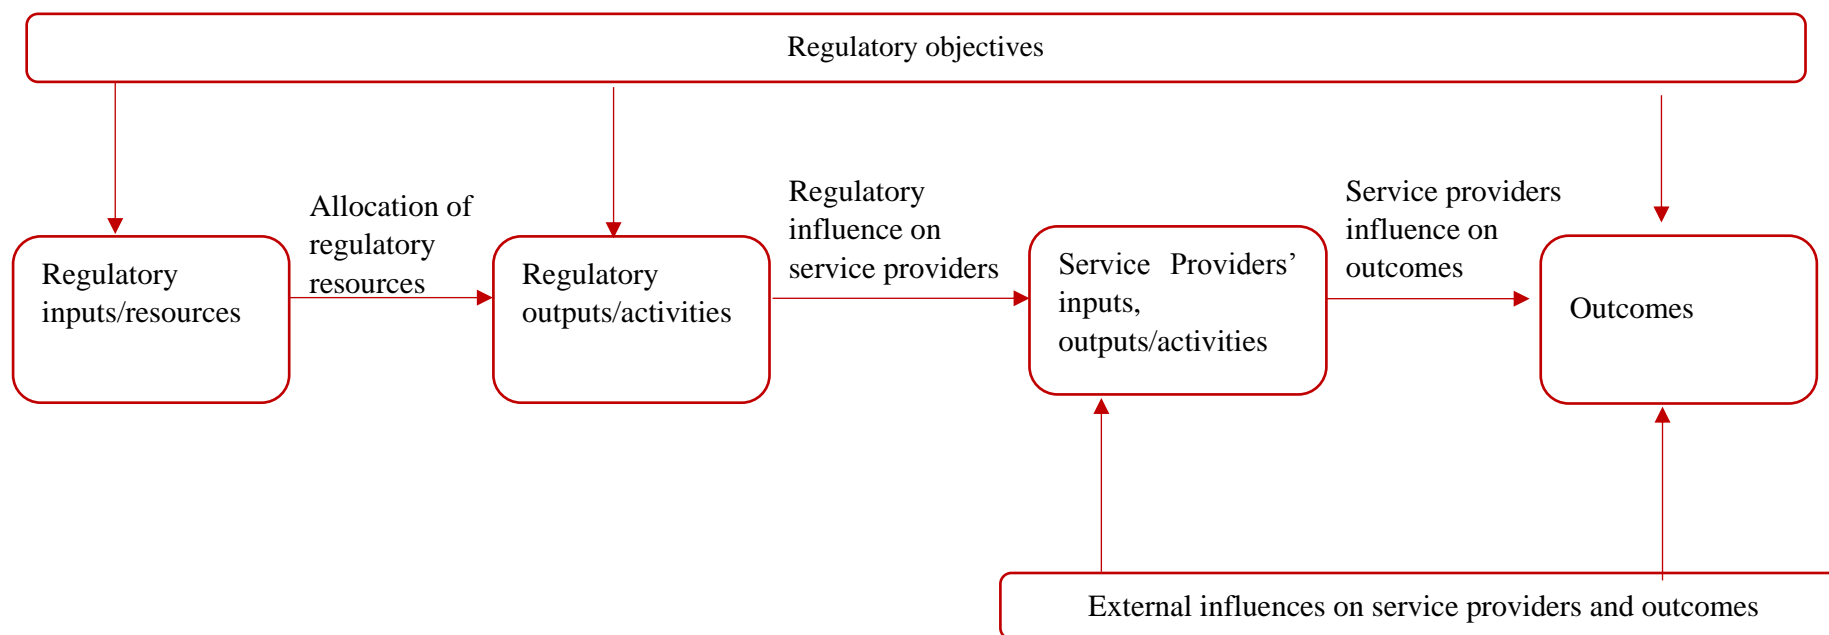 Regulatory objectives
Allocation of
regulatory
resources
Regulatory
influence on
service providers
Service providers
influence on
outcomes
Regulatory
inputs/resources
Regulatory
outputs/activities
Service Providers’
inputs,
outputs/activities
Outcomes
External influences on service providers and outcomes